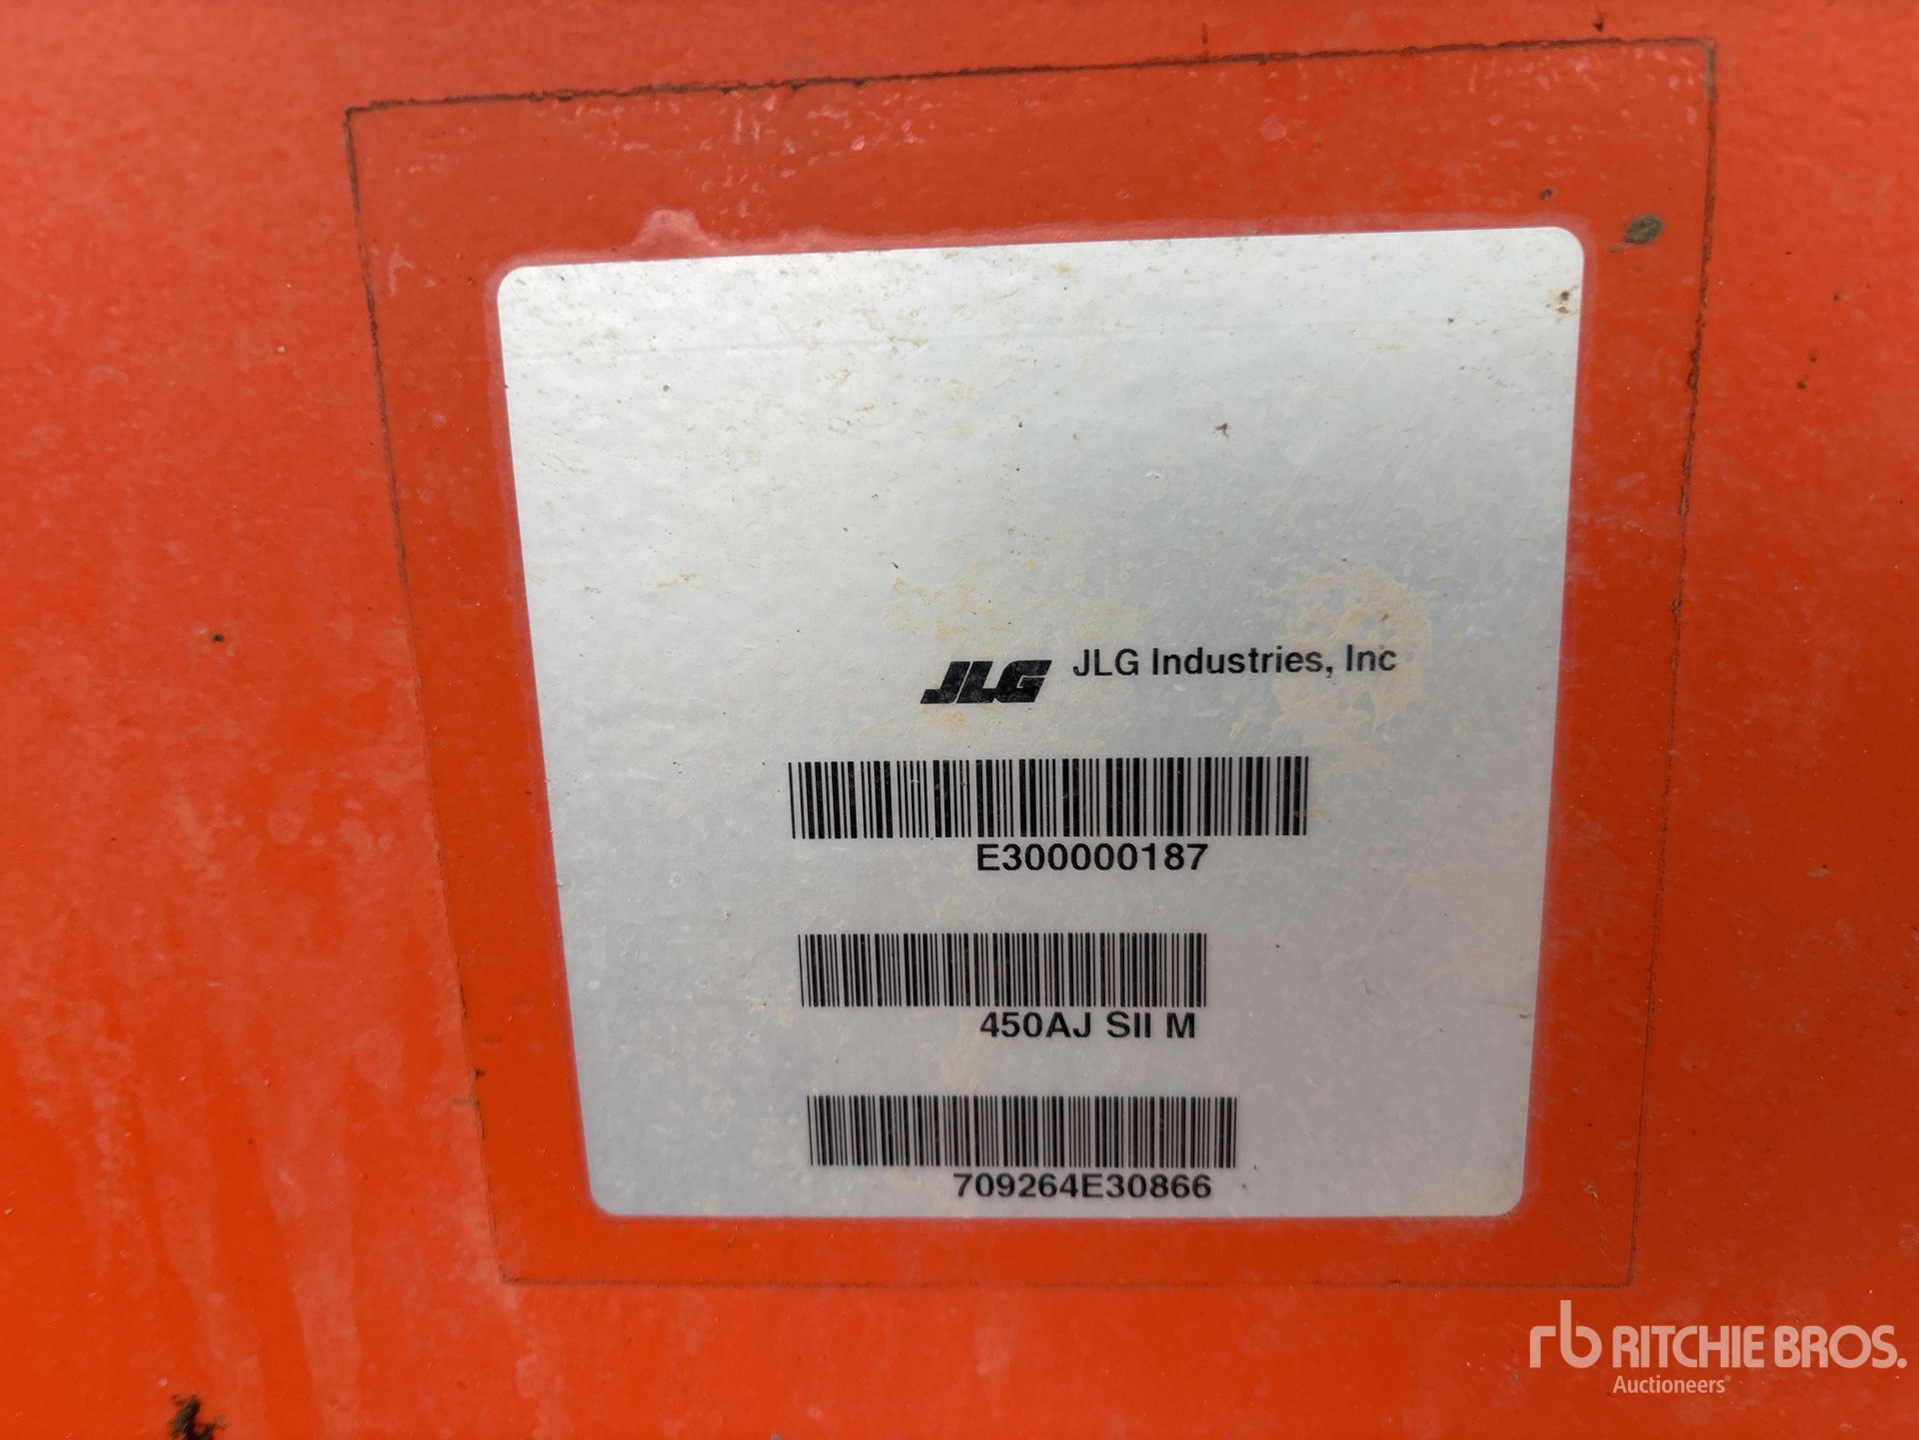 JLG JLG Industries, Inc
E300000187
450AJ SII M
709264E30866
rb RITCHIE BROS.
Auctioneers®